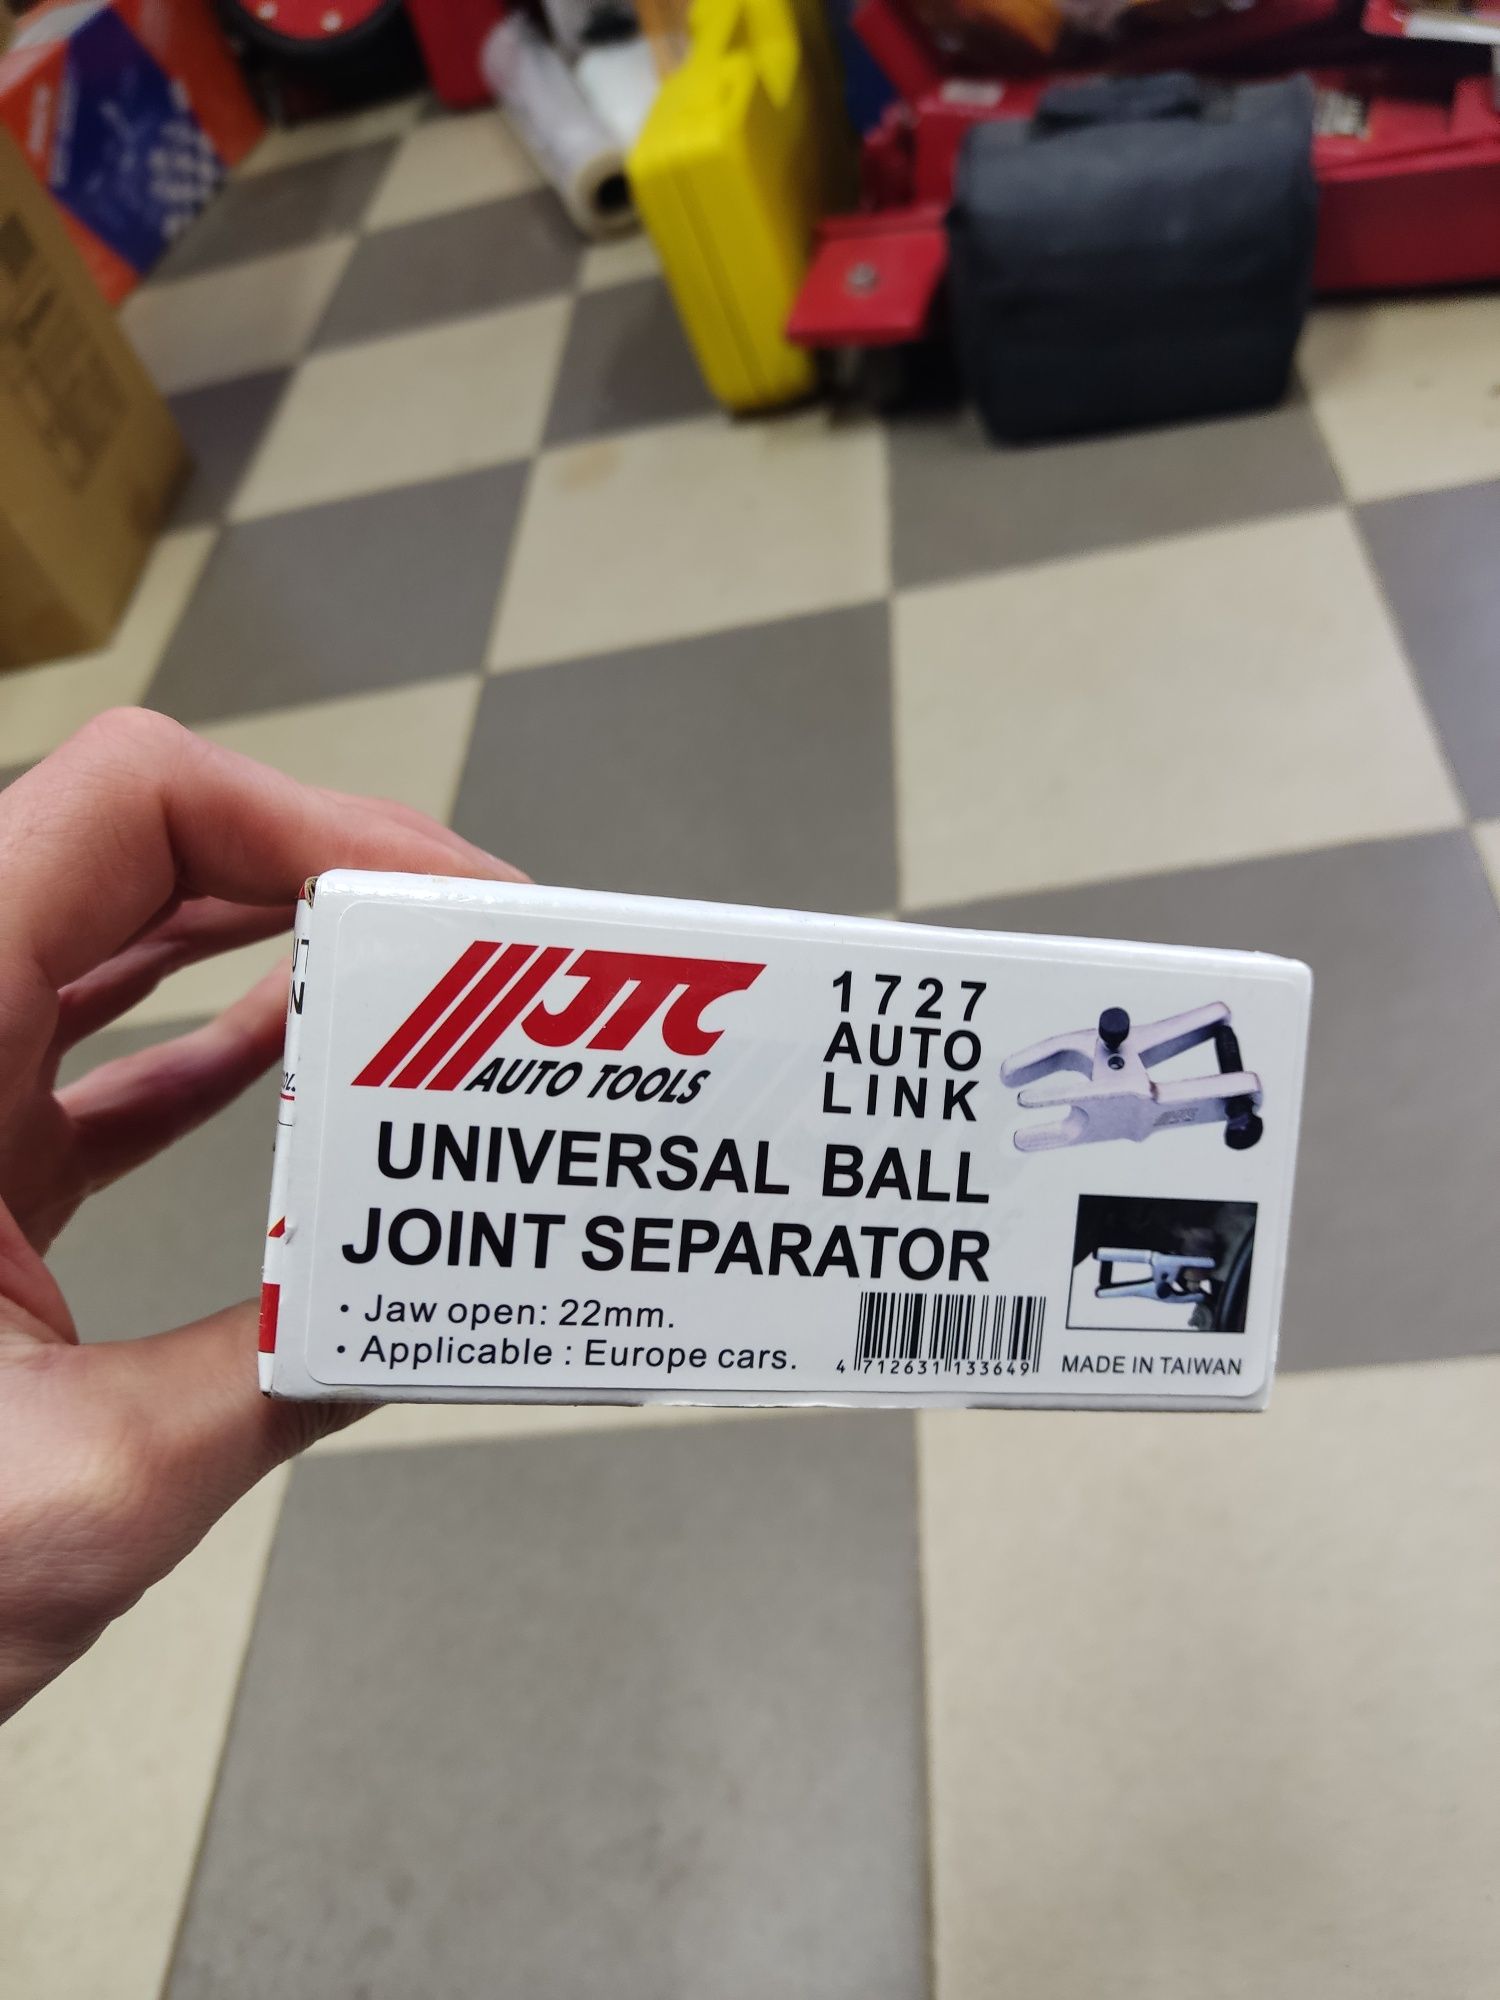 JTC
AUTO TOOLS
1727
AUTO
LINK
UNIVERSAL BALL
JOINT SEPARATOR
• Jaw open: 22mm.
• Applicable : Europe cars.
4 712631 133649
MADE IN TAIWAN
JTC